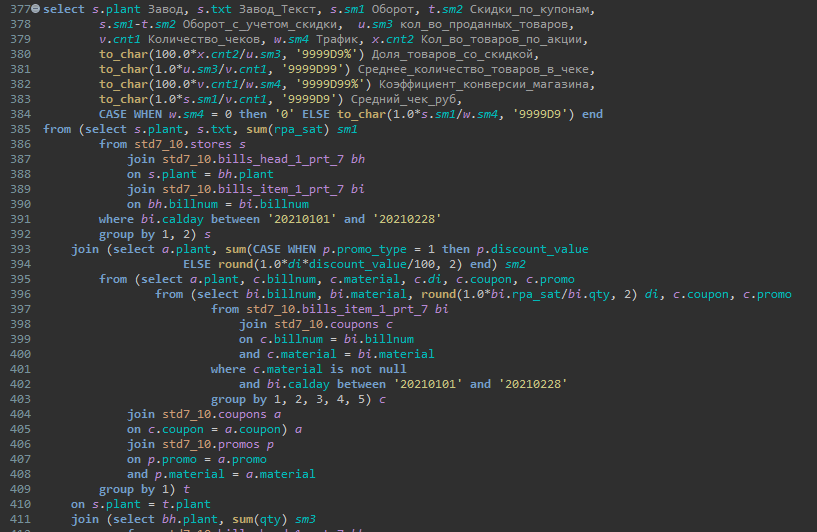 377 select s.plant Завод, s.txt Завод_Текст, s.sm1 Оборот, t.sm2 Скидки_по_купонам,
378 s.sm1-t.sm2 Оборот_с_учетом_скидки, u.sm3 кол_во_проданных_товаров,
379 v.cnt1 Количество_чеков, w.sm4 Трафик, x.cnt2 Кол_во_товаров_по_акции,
380 to_char(100.0*x.cnt2/u.sm3, '9999D9%') Доля_товаров_со_скидкой,
381 to_char(1.0*u.sm3/v.cnt1, '9999D99') Среднее_количество_товаров_в_чеке,
382 to_char(100.0*v.cnt1/w.sm4, '9999D99%') Коэффициент_конверсии_магазина,
383 to_char(1.0*s.sm1/v.cnt1, '9999D9') Средний_чек_руб,
384 CASE WHEN w.sm4 = 0 then '0' ELSE to_char(1.0*s.sm1/w.sm4, '9999D9') end
385 from (select s.plant, s.txt, sum(rpa_sat) sm1
386 from std7_10.stores s
387 join std7_10.bills_head_1_prt_7 bh
388 on s.plant = bh.plant
389 join std7_10.bills_item_1_prt_7 bi
390 on bh.billnum = bi.billnum
391 where bi.calday between '20210101' and '20210228'
392 group by 1, 2) s
393 join (select a.plant, sum(CASE WHEN p.promo_type = 1 then p.discount_value
394 ELSE round(1.0*di*discount_value/100, 2) end) sm2
395 from (select a.plant, c.billnum, c.material, c.di, c.coupon, c.promo
396 from (select bi.billnum, bi.material, round(1.0*bi.rpa_sat/bi.qty, 2) di, c.coupon, c.promo
397 from std7_10.bills_item_1_prt_7 bi
398 join std7_10.coupons c
399 on c.billnum = bi.billnum
400 and c.material = bi.material
401 where c.material is not null
402 and bi.calday between '20210101' and '20210228'
403 group by 1, 2, 3, 4, 5) c
404 join std7_10.coupons a
405 on c.coupon = a.coupon) a
406 join std7_10.promos p
407 on p.promo = a.promo
408 and p.material = a.material
409 group by 1) t
410 on s.plant = t.plant
411 join (select bh.plant, sum(qty) sm3